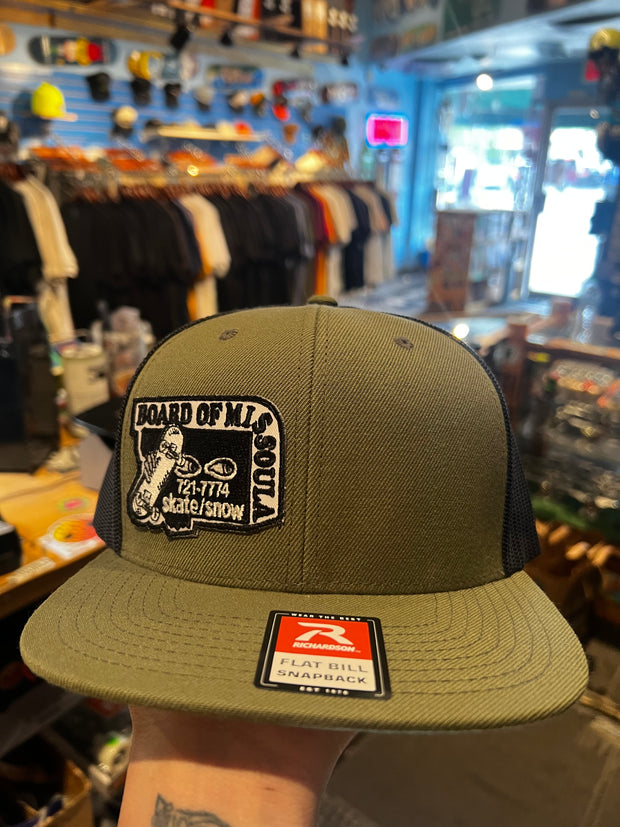 BOARD OF MISSOULA
721-7774
skate/snow
WEAR THE BEST
R
RICHARDSON
FLAT BILL
SNAPBACK
EST 1970